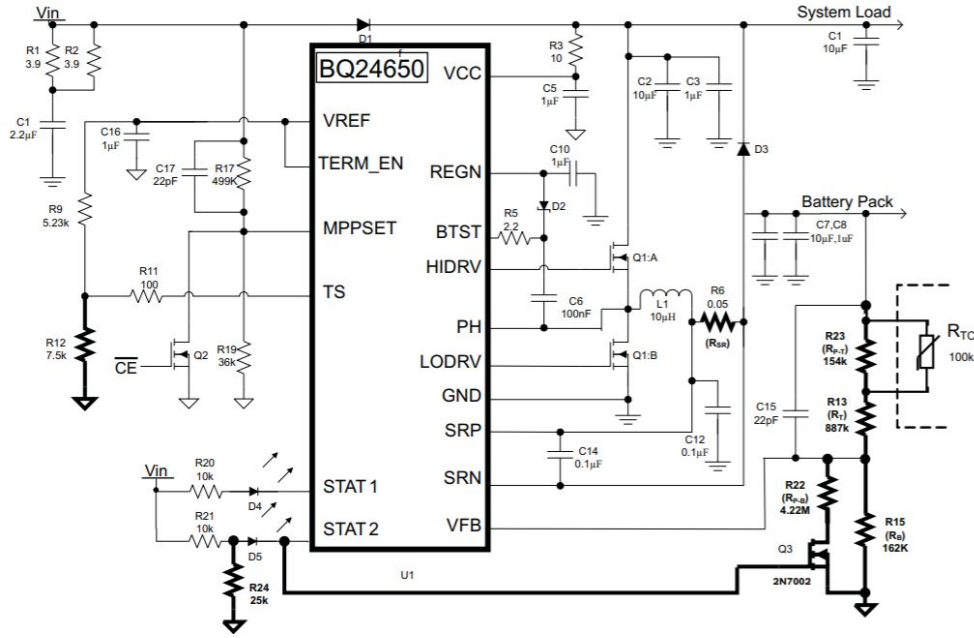 Vin
System Load
R1
3.9
R2
3.9
D1
R3
10
C1
10µF
BQ24650
VCC
C2
10µF
C3
1µF
C5
1µF
C1
2.2µF
C16
1µF
VREF
C17
22pF
R17
499K
TERM_EN
REGN
C10
1µF
D3
R9
5.23k
D2
Battery Pack
MPPSET
BTST
R5
2.2
C7,C8
10µF,1uF
HIDRV
Q1:A
R11
100
TS
C6
100nF
L1
10µH
R6
0.05
(RSR)
PH
R12
7.5k
CE
Q2
R19
36k
LODRV
Q1:B
R23
(RP-T)
154k
RTC
100k
GND
R13
(RT)
887k
C15
22pF
SRP
C14
0.1µF
C12
0.1µF
Vin
R20
10k
D4
STAT1
SRN
R22
(RP-B)
4.22M
R21
10k
D5
STAT2
VFB
R15
(RB)
162K
Q3
2N7002
R24
25k
U1